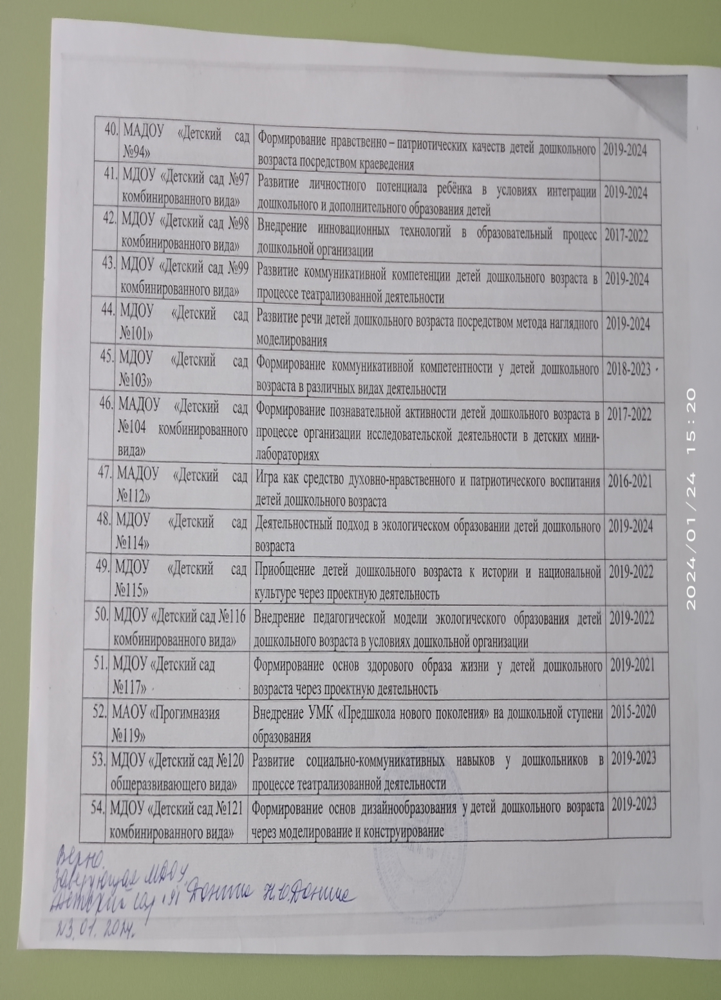 40. МАДОУ «Детский сад №94» Формирование нравственно – патриотических качеств детей дошкольного возраста посредством краеведения 2019-2024
41. МДОУ «Детский сад №97 комбинированного вида» Развитие личностного потенциала ребёнка в условиях интеграции дошкольного и дополнительного образования детей 2019-2024
42. МДОУ «Детский сад №98 комбинированного вида» Внедрение инновационных технологий в образовательный процесс дошкольной организации 2017-2022
43. МДОУ «Детский сад №99 комбинированного вида» Развитие коммуникативной компетенции детей дошкольного возраста в процессе театрализованной деятельности 2019-2024
44. МДОУ «Детский сад №101» Развитие речи детей дошкольного возраста посредством метода наглядного моделирования 2019-2024
45. МДОУ «Детский сад №103» Формирование коммуникативной компетентности у детей дошкольного возраста в различных видах деятельности 2018-2023
46. МАДОУ «Детский сад №104 комбинированного вида» Формирование познавательной активности детей дошкольного возраста в процессе организации исследовательской деятельности в детских мини-лабораториях 2017-2022
47. МАДОУ «Детский сад №112» Игра как средство духовно-нравственного и патриотического воспитания детей дошкольного возраста 2016-2021
48. МДОУ «Детский сад №114» Деятельностный подход в экологическом образовании детей дошкольного возраста 2019-2024
49. МДОУ «Детский сад №115» Приобщение детей дошкольного возраста к истории и национальной культуре через проектную деятельность 2019-2022
50. МДОУ «Детский сад №116 комбинированного вида» Внедрение педагогической модели экологического образования детей дошкольного возраста в условиях дошкольной организации 2019-2022
51. МДОУ «Детский сад №117» Формирование основ здорового образа жизни у детей дошкольного возраста через проектную деятельность 2019-2021
52. МАОУ «Прогимназия №119» Внедрение УМК «Предшкола нового поколения» на дошкольной ступени образования 2015-2020
53. МДОУ «Детский сад №120 общеразвивающего вида» Развитие социально-коммуникативных навыков у дошкольников в процессе театрализованной деятельности 2019-2023
54. МДОУ «Детский сад №121 комбинированного вида» Формирование основ дизайнообразования у детей дошкольного возраста через моделирование и конструирование 2019-2023
Верно.
Заведующая МДОУ
Детский сад Н.Ю. Донина
23.01.2024.
2024/01/24 15:20